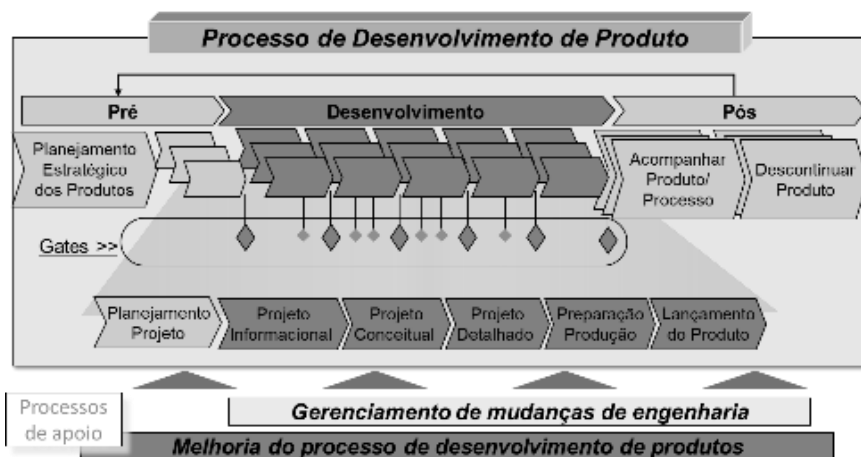 Processo de Desenvolvimento de Produto
Pré
Desenvolvimento
Pós
Planejamento
Estratégico
dos Produtos
Acompanhar
Produto/
Processo
Descontinuar
Produto
Gates >>
Planejamento
Projeto
Projeto
Informacional
Projeto
Conceitual
Projeto
Detalhado
Preparação
Produção
Lançamento
do Produto
Processos
de apoio
Gerenciamento de mudanças de engenharia
Melhoria do processo de desenvolvimento de produtos